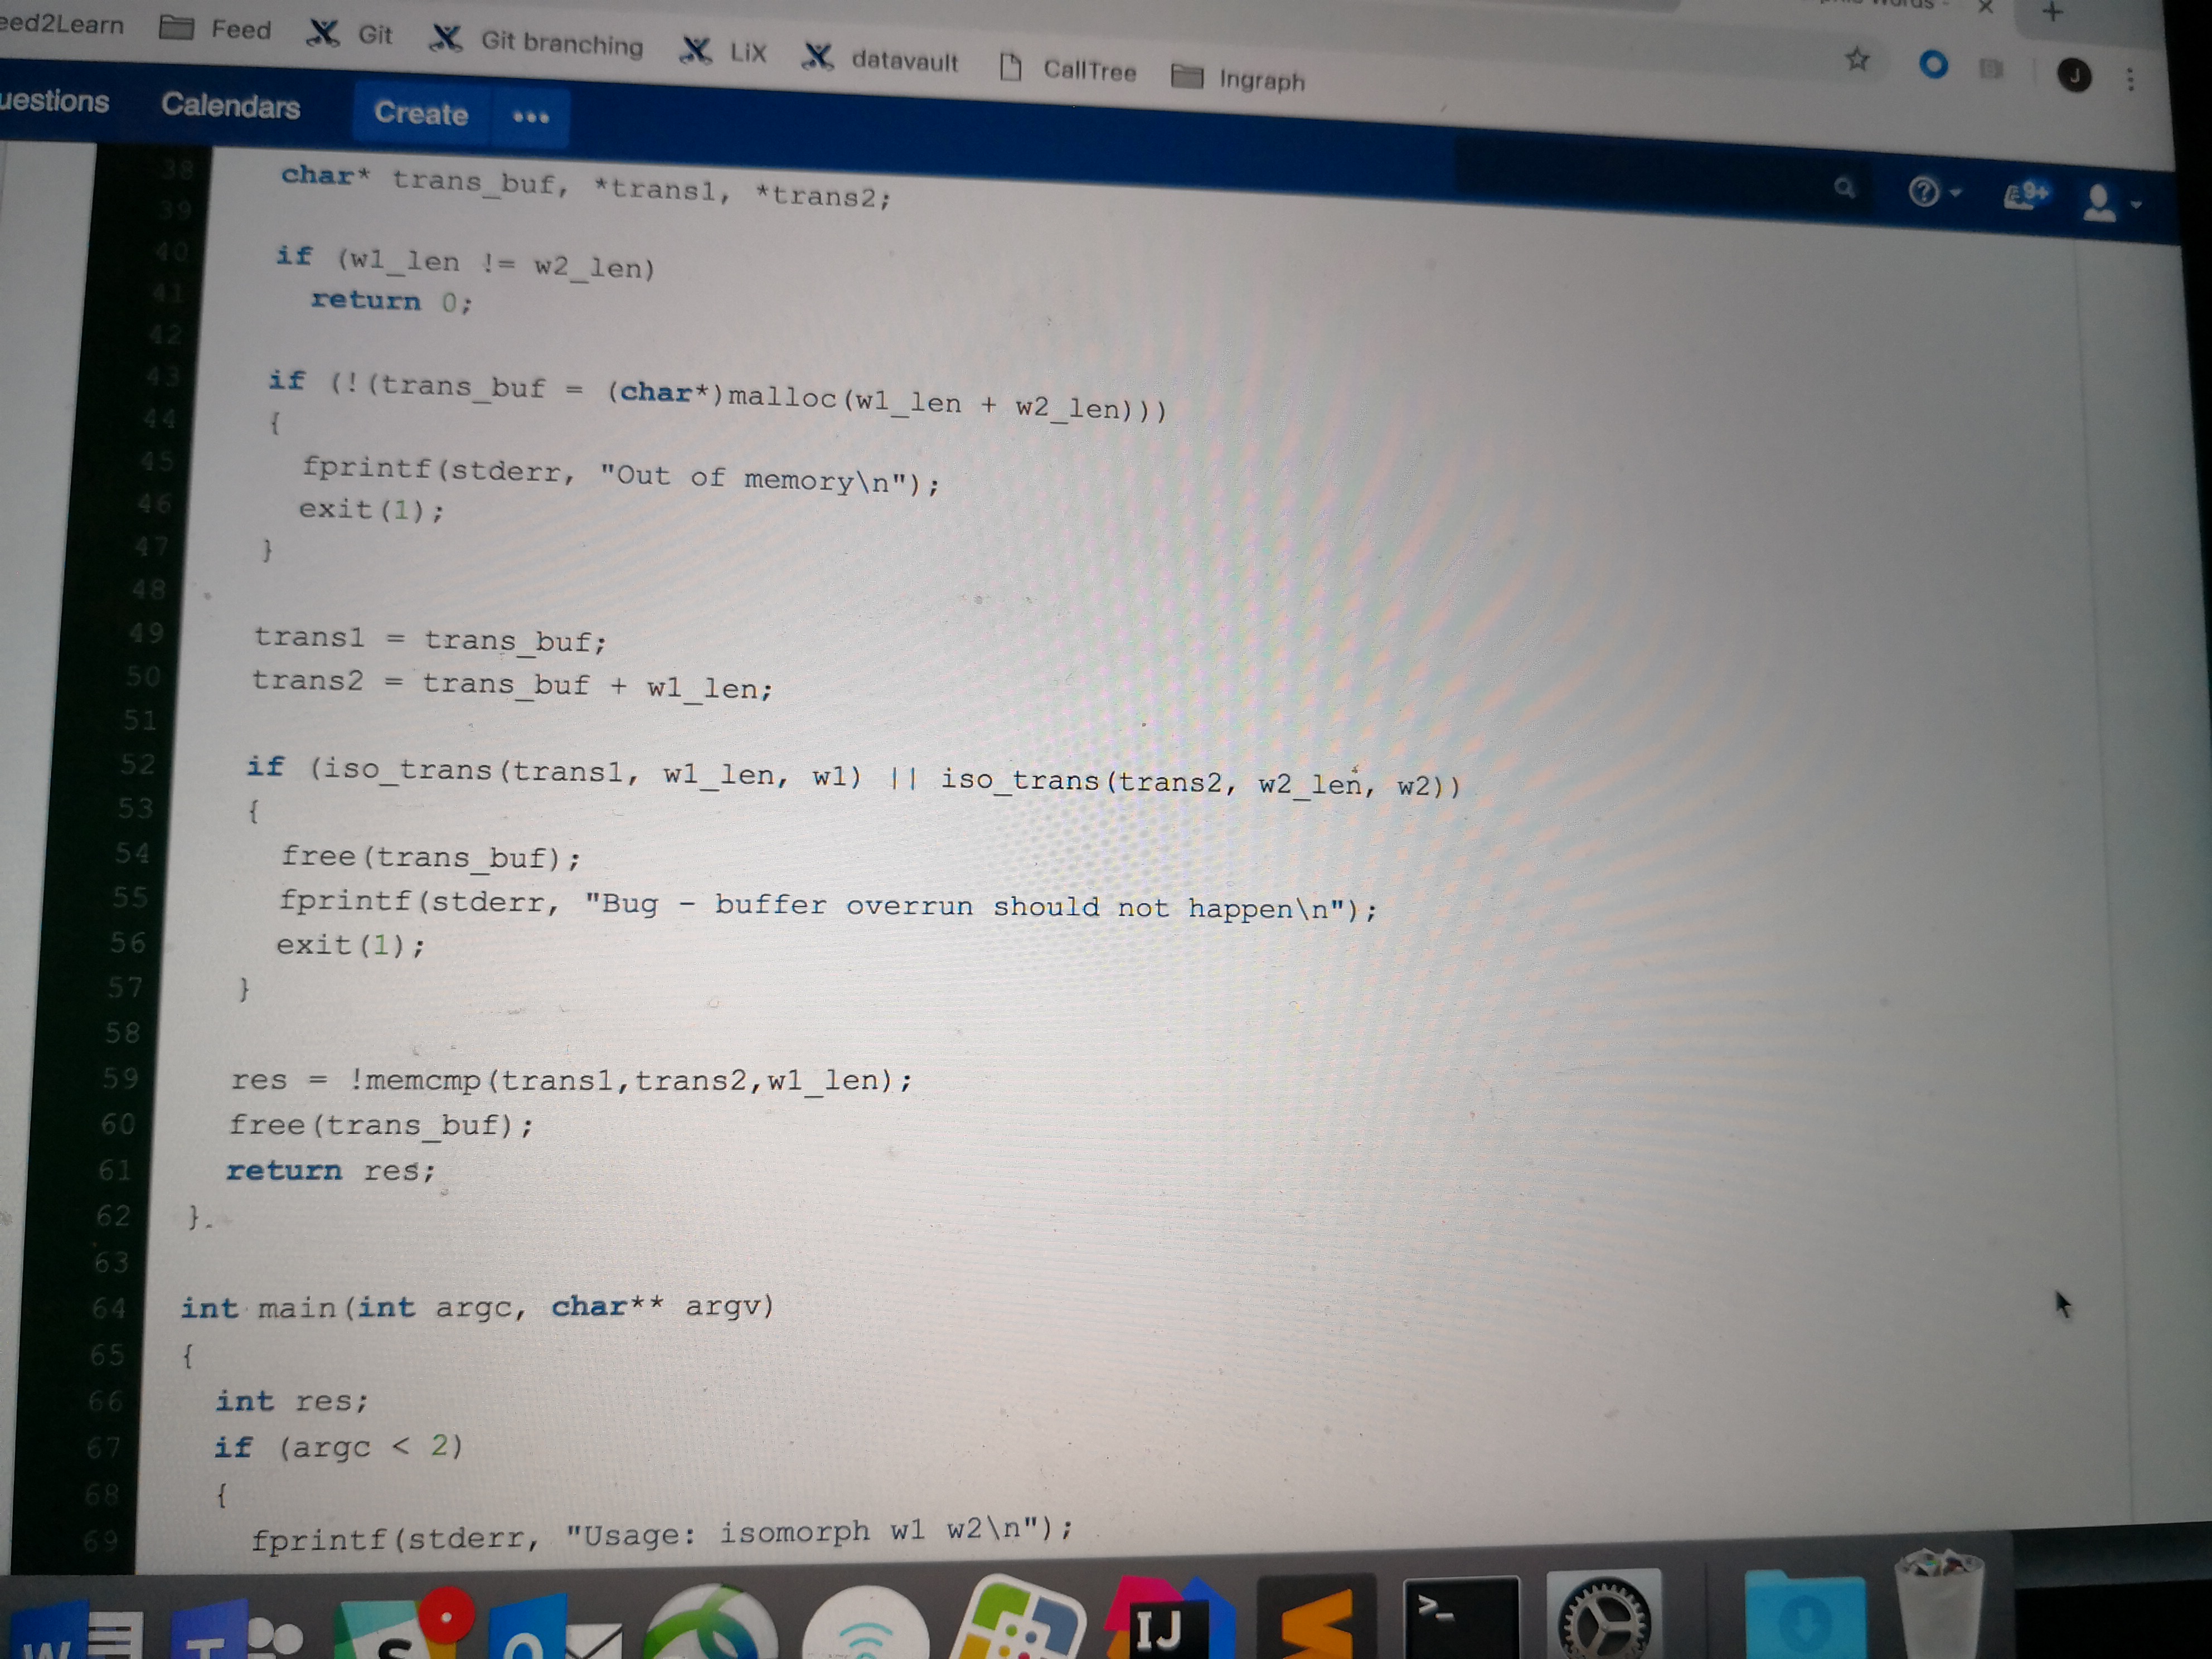 eed2Learn Feed Git Git branching LiX datavault CallTree Ingraph J
uestions Calendars Create ••• 9+
38 char* trans_buf, *trans1, *trans2;
39
40 if (w1_len != w2_len)
41 return 0;
42
43 if (!(trans_buf = (char*)malloc(w1_len + w2_len)))
44 {
45 fprintf(stderr, "Out of memory\n");
46 exit(1);
47 }
48
49 trans1 = trans_buf;
50 trans2 = trans_buf + w1_len;
51
52 if (iso_trans(trans1, w1_len, w1) || iso_trans(trans2, w2_len, w2))
53 {
54 free(trans_buf);
55 fprintf(stderr, "Bug - buffer overrun should not happen\n");
56 exit(1);
57 }
58
59 res = !memcmp(trans1,trans2,w1_len);
60 free(trans_buf);
61 return res;
62 }
63
64 int main(int argc, char** argv)
65 {
66 int res;
67 if (argc < 2)
68 {
69 fprintf(stderr, "Usage: isomorph w1 w2\n");
W T S O IJ >_